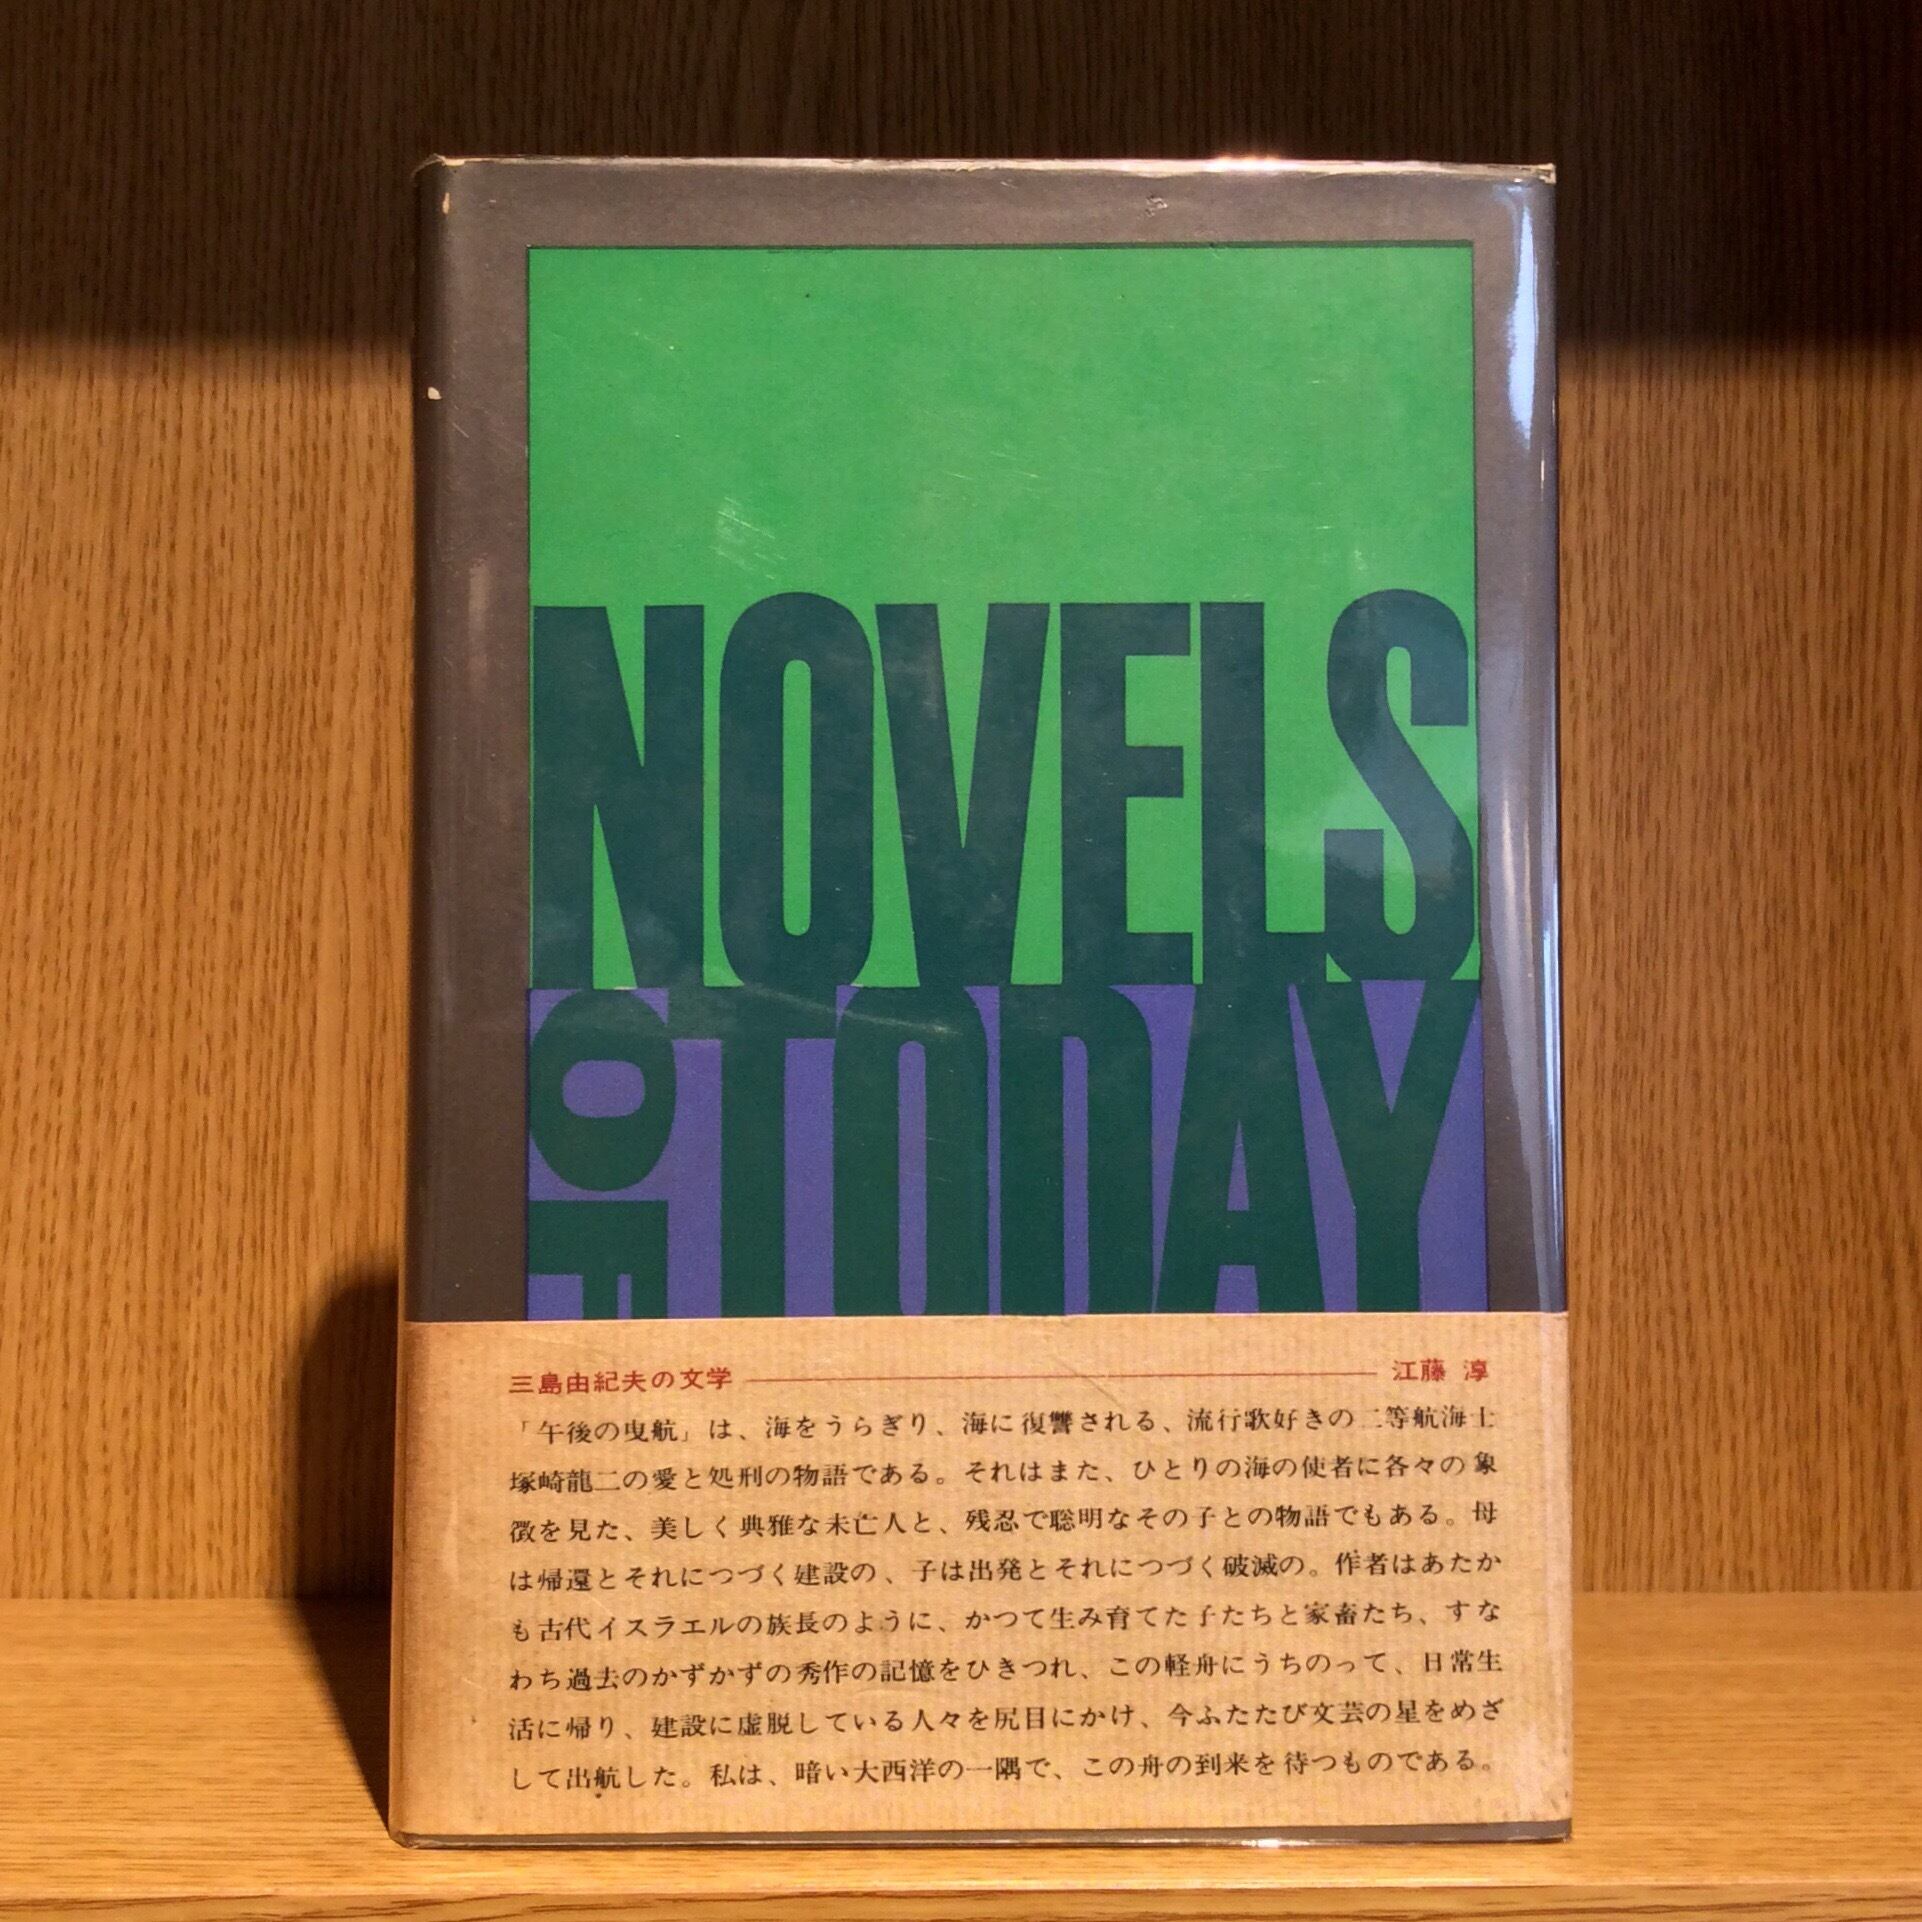 NOVELS
OF TODAY
三島由紀夫の文学 江藤 淳
「午後の曳航」は、海をうらぎり、海に復讐される、流行歌好きの二等航海士
塚崎龍二の愛と処刑の物語である。それはまた、ひとりの海の使者に各々の象
徴を見た、美しく典雅な未亡人と、残忍で聡明なその子との物語でもある。母
は帰還とそれにつづく建設の、子は出発とそれにつづく破滅の。作者はあたか
も古代イスラエルの族長のように、かつて生み育てた子たちと家畜たち、すな
わち過去のかずかずの秀作の記憶をひきつれ、この軽舟にうちのって、日常生
活に帰り、建設に虚脱している人々を尻目にかけ、今ふたたび文芸の星をめざ
して出航した。私は、暗い大西洋の一隅で、この舟の到来を待つものである。